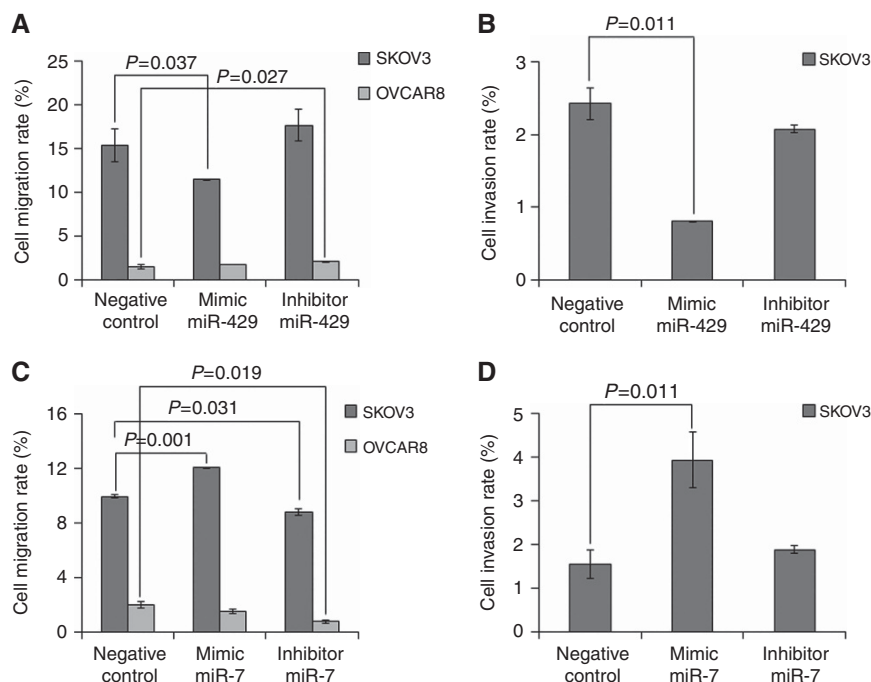 A
Cell migration rate (%)
25
20
15
10
5
0
P=0.037
P=0.027
SKOV3
OVCAR8
Negative control
Mimic miR-429
Inhibitor miR-429
B
Cell invasion rate (%)
3
2
1
0
P=0.011
SKOV3
Negative control
Mimic miR-429
Inhibitor miR-429
C
Cell migration rate (%)
16
12
8
4
0
P=0.019
P=0.031
P=0.001
SKOV3
OVCAR8
Negative control
Mimic miR-7
Inhibitor miR-7
D
Cell invasion rate (%)
5
4
3
2
1
0
P=0.011
SKOV3
Negative control
Mimic miR-7
Inhibitor miR-7